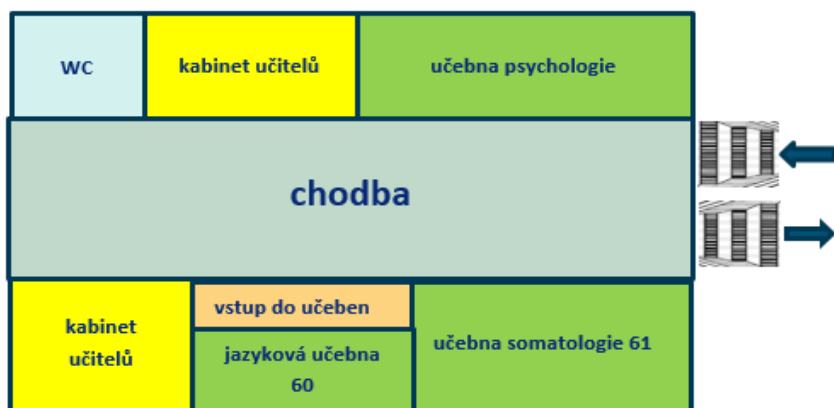 WC
kabinet učitelů
učebna psychologie
chodba
kabinet
učitelů
vstup do učeben
jazyková učebna
60
učebna somatologie 61